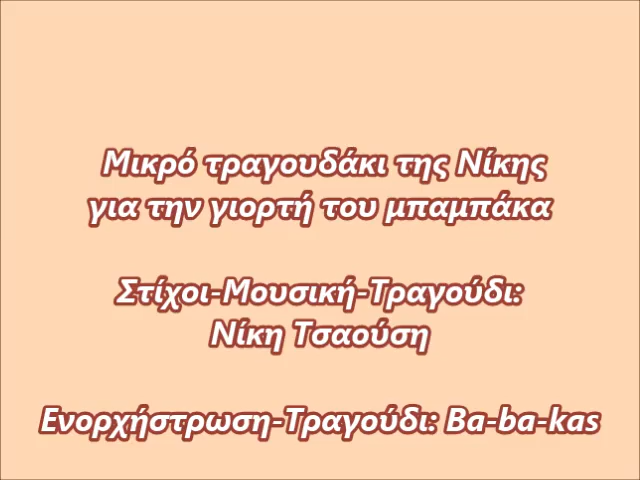 Μικρό τραγουδάκι της Νίκης
για την γιορτή του μπαμπάκα
Στίχοι-Μουσική-Τραγούδι:
Νίκη Τσαούση
Ενορχήστρωση-Τραγούδι: Ba-ba-kas